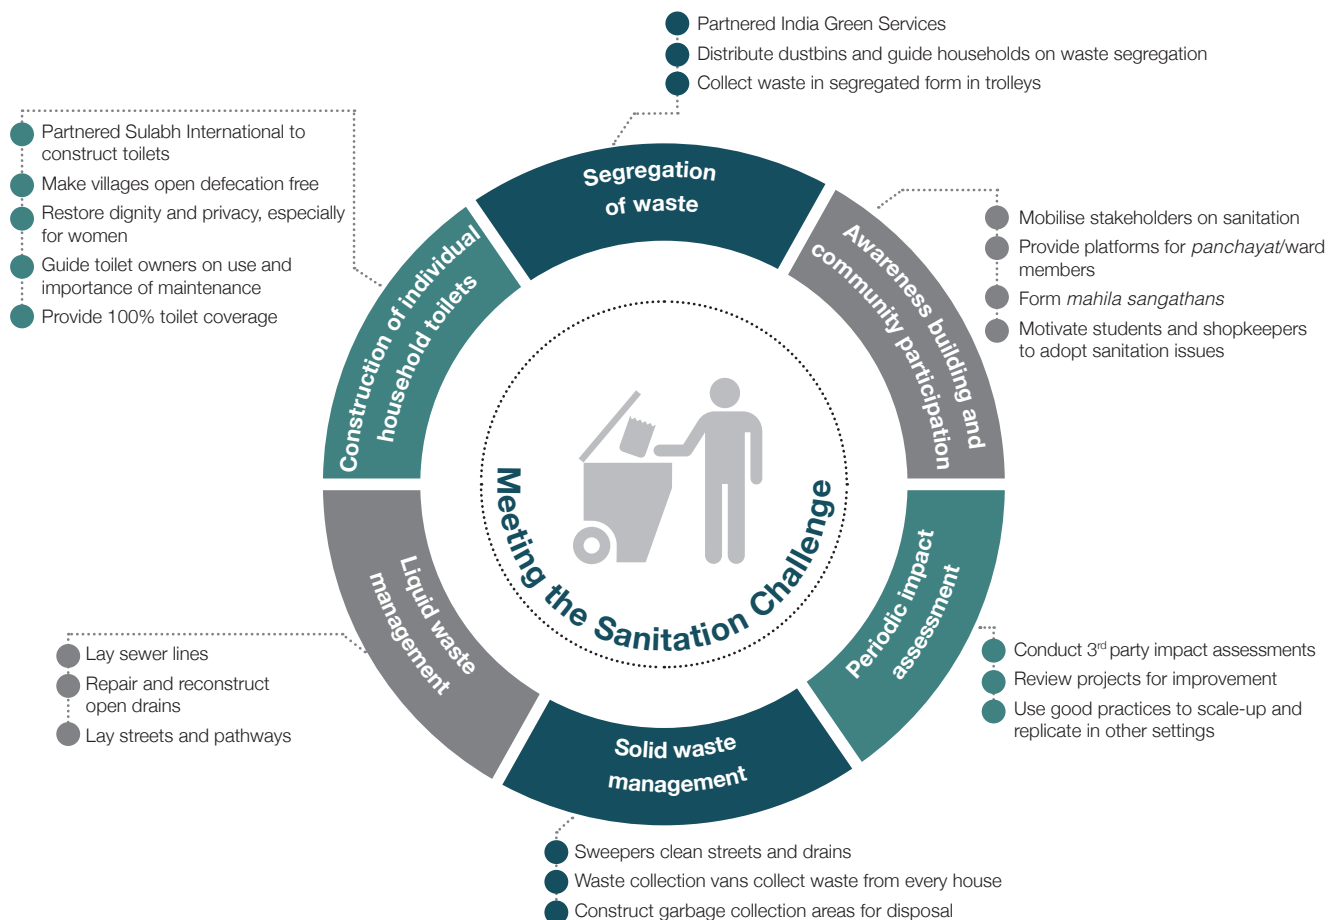 Partnered India Green Services
Distribute dustbins and guide households on waste segregation
Collect waste in segregated form in trolleys
Partnered Sulabh International to
construct toilets
Make villages open defecation free
Restore dignity and privacy, especially
for women
Guide toilet owners on use and
importance of maintenance
Provide 100% toilet coverage
Segregation
of waste
Construction of individual
household toilets
Awareness building and
community participation
Mobilise stakeholders on sanitation
Provide platforms for panchayat/ward
members
Form mahila sangathans
Motivate students and shopkeepers
to adopt sanitation issues
Meeting the Sanitation Challenge
Liquid waste
management
Lay sewer lines
Repair and reconstruct
open drains
Lay streets and pathways
Periodic impact
assessment
Conduct 3rd party impact assessments
Review projects for improvement
Use good practices to scale-up and
replicate in other settings
Solid waste
management
Sweepers clean streets and drains
Waste collection vans collect waste from every house
Construct garbage collection areas for disposal